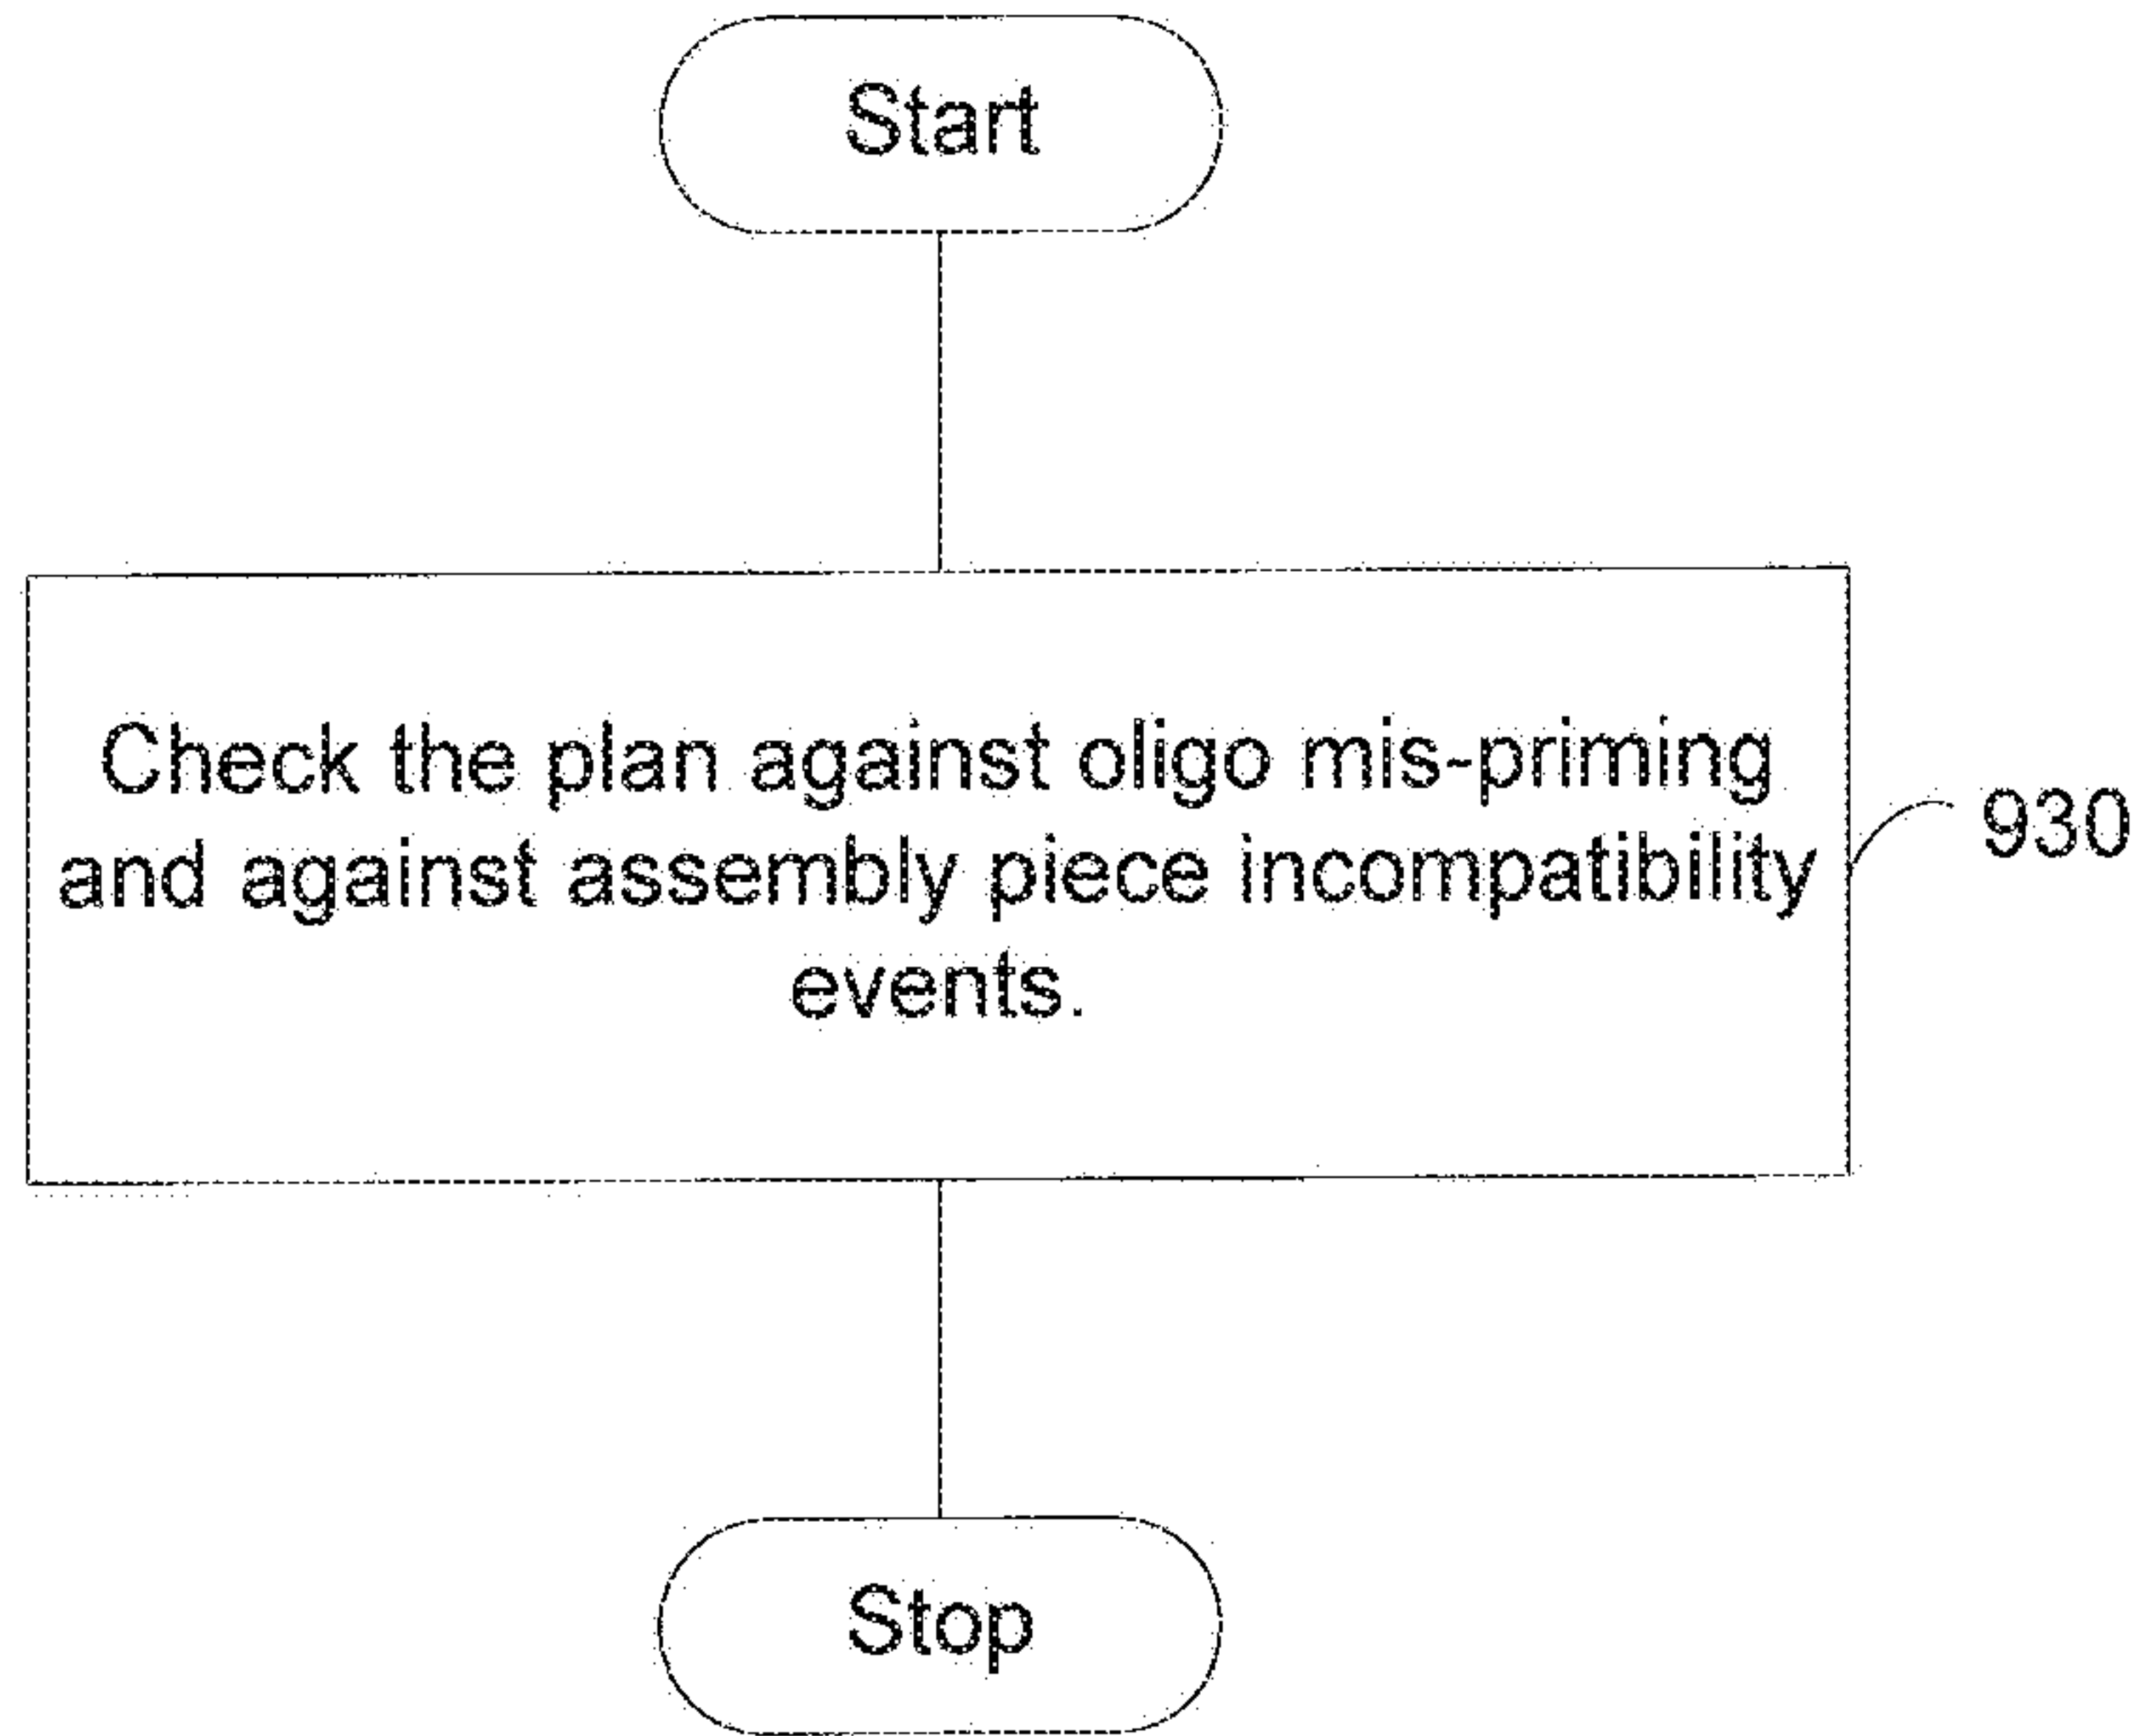 Start
Check the plan against oligo mis-priming
and against assembly piece incompatibility
events.
930
Stop